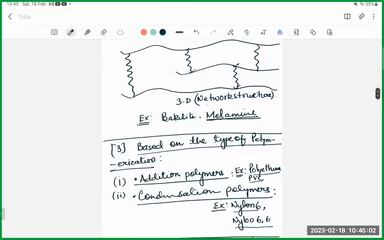 10:45 Sat, 18 Feb
55%
Title
3-D (Network structure)
Ex: Bakelite, Melamine
[3] Based on the type of Polym-
-erization:
(i) • Addition polymers: Ex: Polyethene
PVC
(ii) • Condensation polymers:
Ex: Nylon 6,
Nylon 6,6
2023-02-18 10:45:02